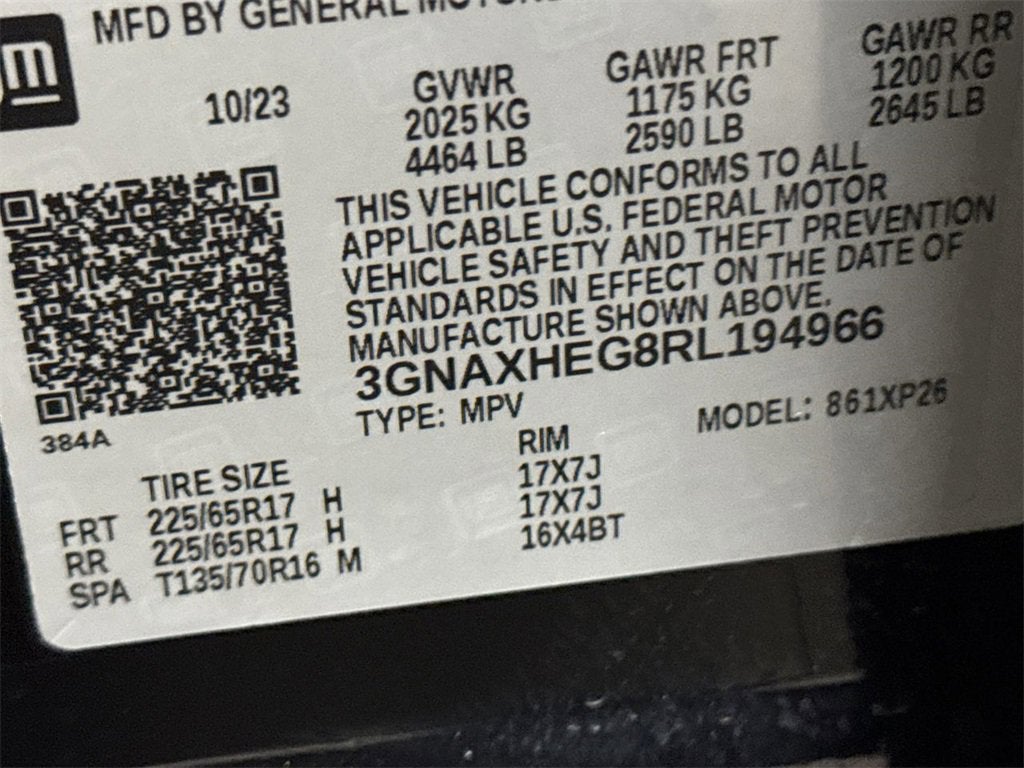 MFD BY GENERAL MOTORS
10/23
GVWR
2025 KG
4464 LB
GAWR FRT
1175 KG
2590 LB
GAWR RR
1200 KG
2645 LB
THIS VEHICLE CONFORMS TO ALL
APPLICABLE U.S. FEDERAL MOTOR
VEHICLE SAFETY AND THEFT PREVENTION
STANDARDS IN EFFECT ON THE DATE OF
MANUFACTURE SHOWN ABOVE.
3GNAXHEG8RL194966
TYPE: MPV
MODEL: 861XP26
384A
TIRE SIZE RIM
FRT 225/65R17 H 17X7J
RR 225/65R17 H 17X7J
SPA T135/70R16 M 16X4BT